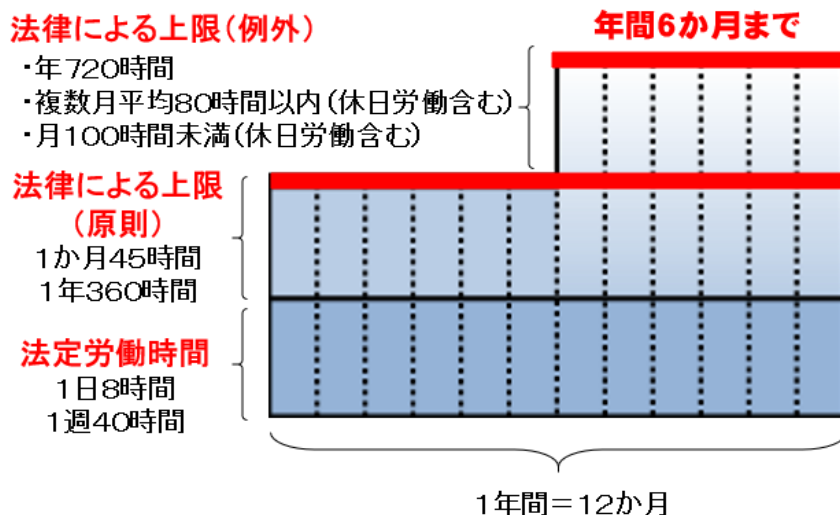 法律による上限(例外)
・年720時間
・複数月平均80時間以内(休日労働含む)
・月100時間未満(休日労働含む)
年間6か月まで
法律による上限
(原則)
1か月45時間
1年360時間
法定労働時間
1日8時間
1週40時間
1年間=12か月